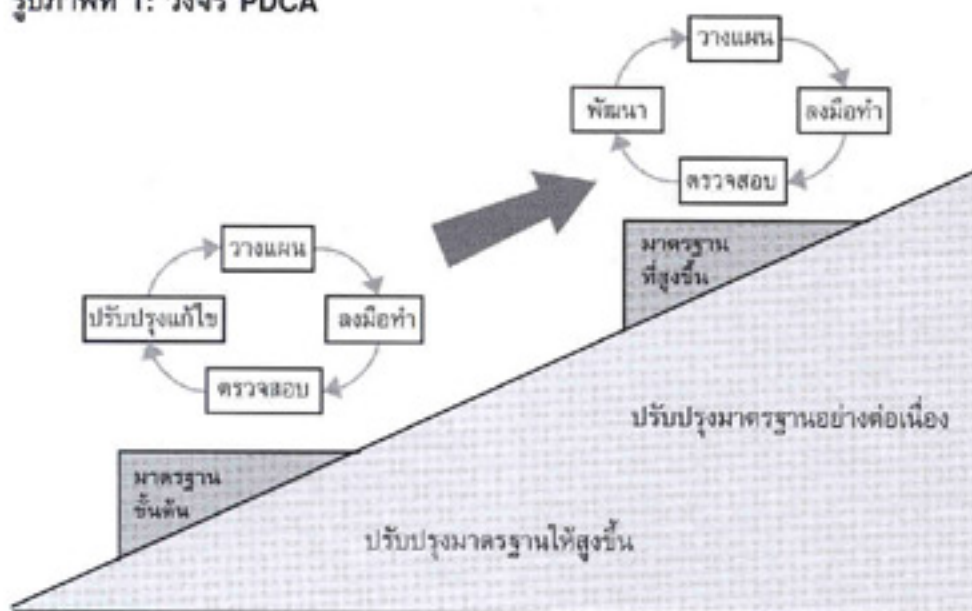 รูปภาพที่ 1: วงจร PDCA
วางแผน
พัฒนา
ลงมือทำ
ตรวจสอบ
มาตรฐาน
ที่สูงขึ้น
วางแผน
ปรับปรุงแก้ไข
ลงมือทำ
ตรวจสอบ
ปรับปรุงมาตรฐานอย่างต่อเนื่อง
มาตรฐาน
ขั้นต้น
ปรับปรุงมาตรฐานให้สูงขึ้น